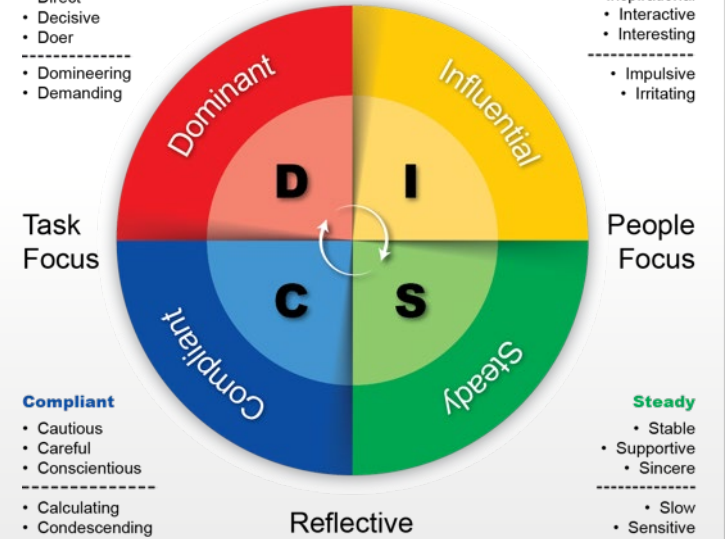 • Decisive
• Doer
• Domineering
• Demanding
• Interactive
• Interesting
• Impulsive
• Irritating
Dominant
Influential
D
I
Task
Focus
People
Focus
C
S
Compliant
Steady
Compliant
• Cautious
• Careful
• Conscientious
• Calculating
• Condescending
Steady
• Stable
• Supportive
• Sincere
• Slow
• Sensitive
Reflective